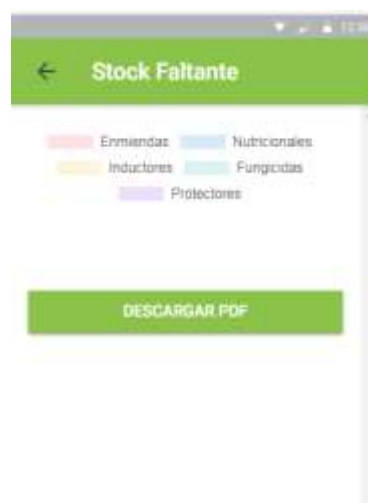 Stock Faltante
Enmiendas Nutricionales
Inductores Fungicidas
Protectores
DESCARGAR PDF